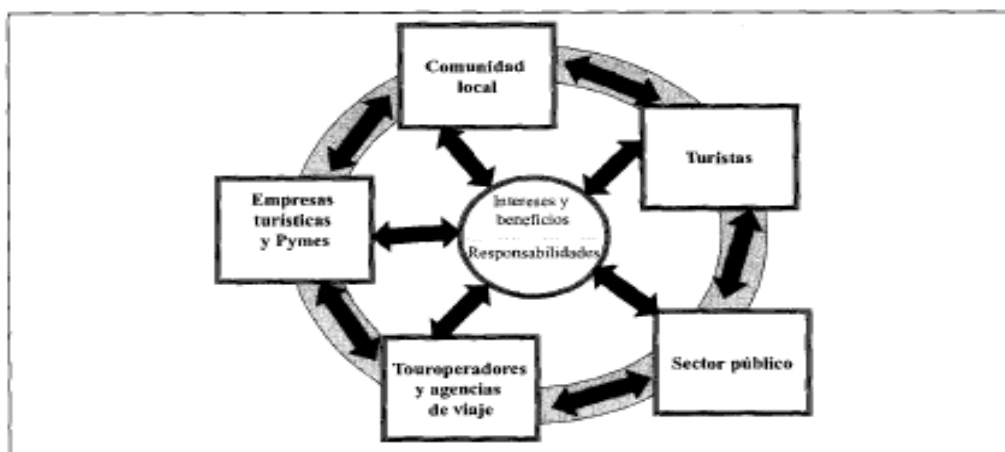 Comunidad
local
Turistas
Empresas
turísticas
y Pymes
Intereses y
beneficios
Responsabilidades
Touroperadores
y agencias
de viaje
Sector público